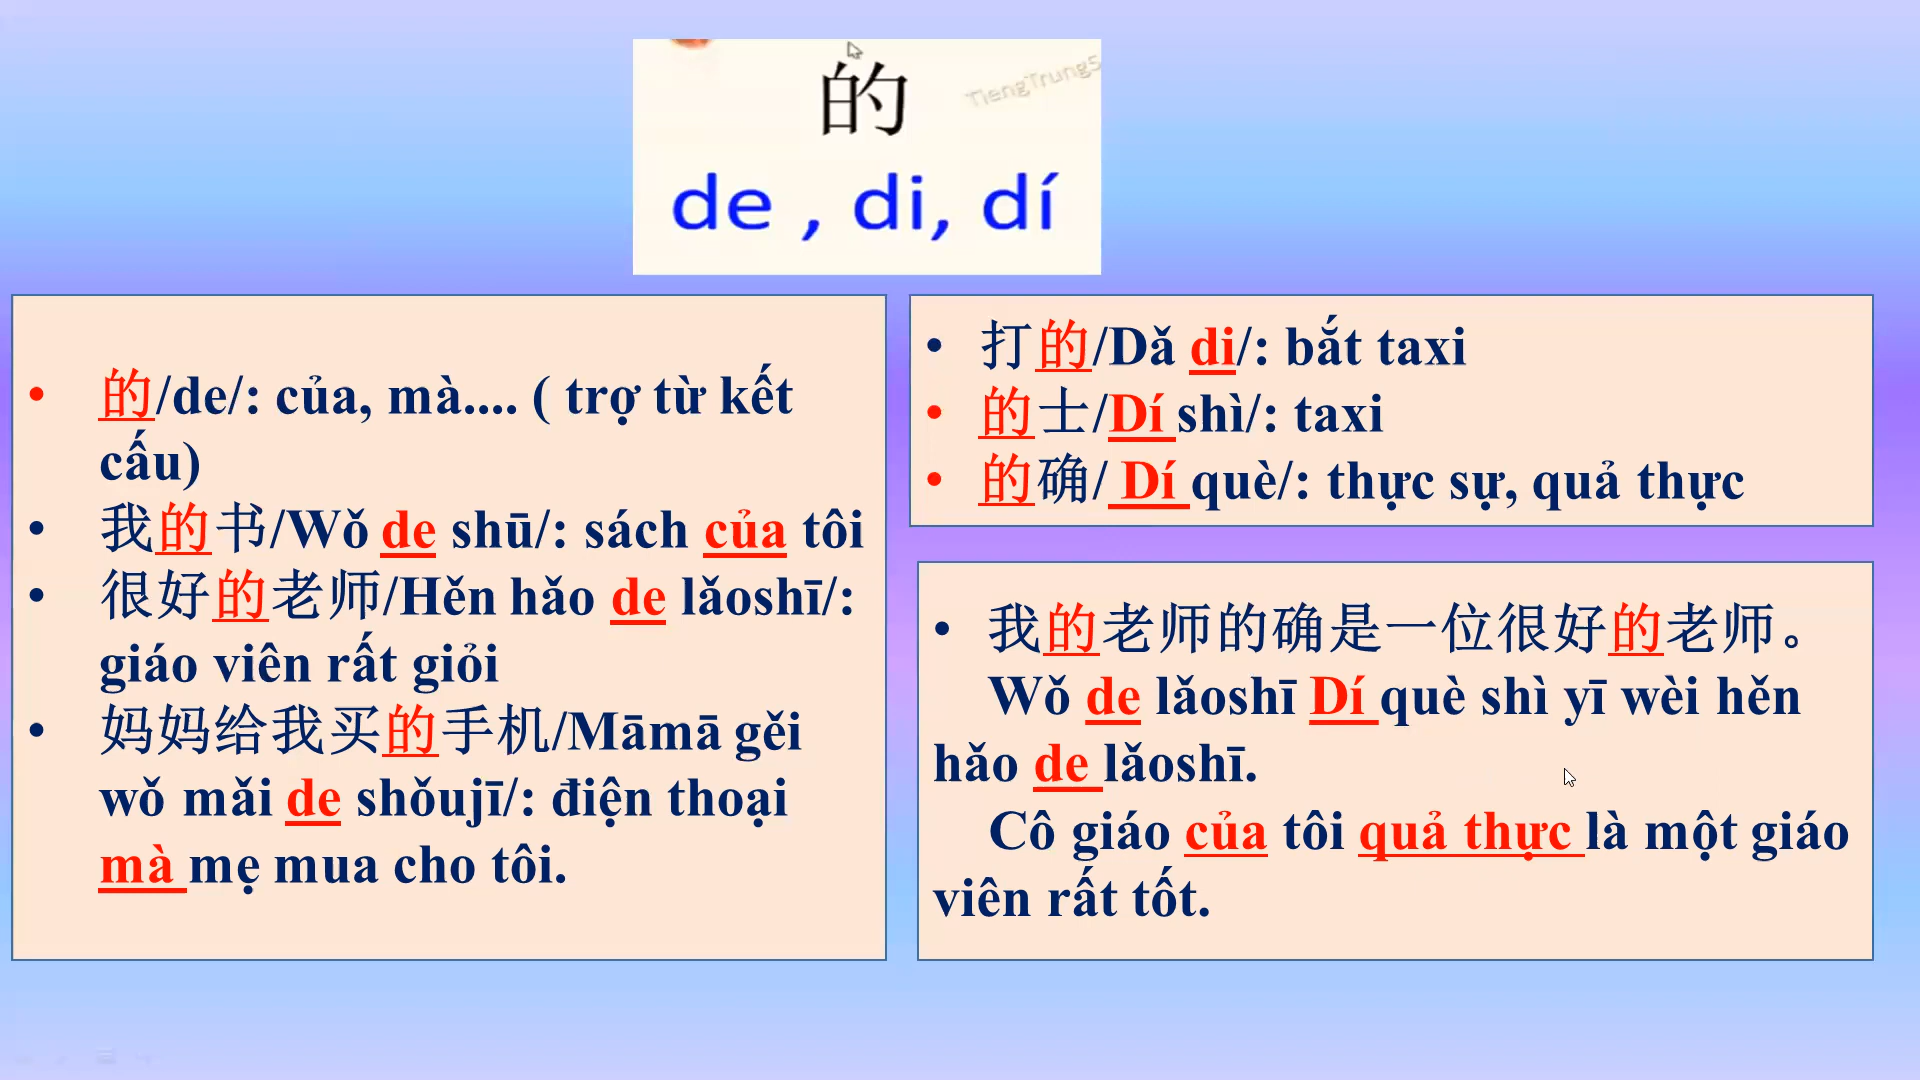 的
TiengTrung5
de , di, dí
• 的/de/: của, mà.... ( trợ từ kết
cấu)
• 我的书/Wǒ de shū/: sách của tôi
• 很好的老师/Hěn hǎo de lǎoshī/:
giáo viên rất giỏi
• 妈妈给我买的手机/Māmā gěi
wǒ mǎi de shǒujī/: điện thoại
mà mẹ mua cho tôi.
• 打的/Dǎ di/: bắt taxi
• 的士/Dí shì/: taxi
• 的确/ Dí què/: thực sự, quả thực
• 我的老师的确是一位很好的老师。
Wǒ de lǎoshī Dí què shì yī wèi hěn
hǎo de lǎoshī.
Cô giáo của tôi quả thực là một giáo
viên rất tốt.